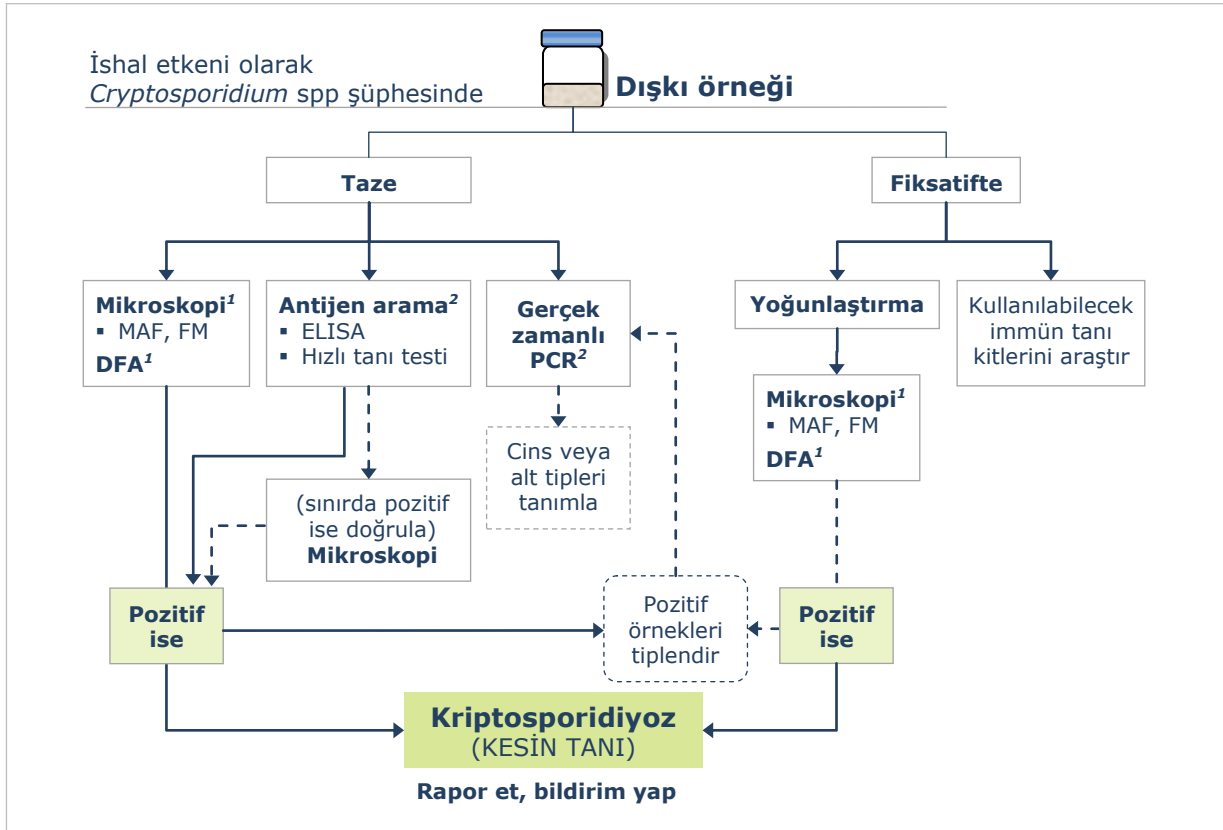 İshal etkeni olarak
Cryptosporidium spp şüphesinde
Dışkı örneği
Taze
Fiksatifte
Mikroskopi¹
▪ MAF, FM
DFA¹
Antijen arama²
▪ ELISA
▪ Hızlı tanı testi
Gerçek
zamanlı
PCR²
Yoğunlaştırma
Kullanılabilecek
immün tanı
kitlerini araştır
Mikroskopi¹
▪ MAF, FM
DFA¹
Cins veya
alt tipleri
tanımla
(sınırda pozitif
ise doğrula)
Mikroskopi
Pozitif
ise
Pozitif
örnekleri
tiplendir
Pozitif
ise
Kriptosporidiyoz
(KESİN TANI)
Rapor et, bildirim yap